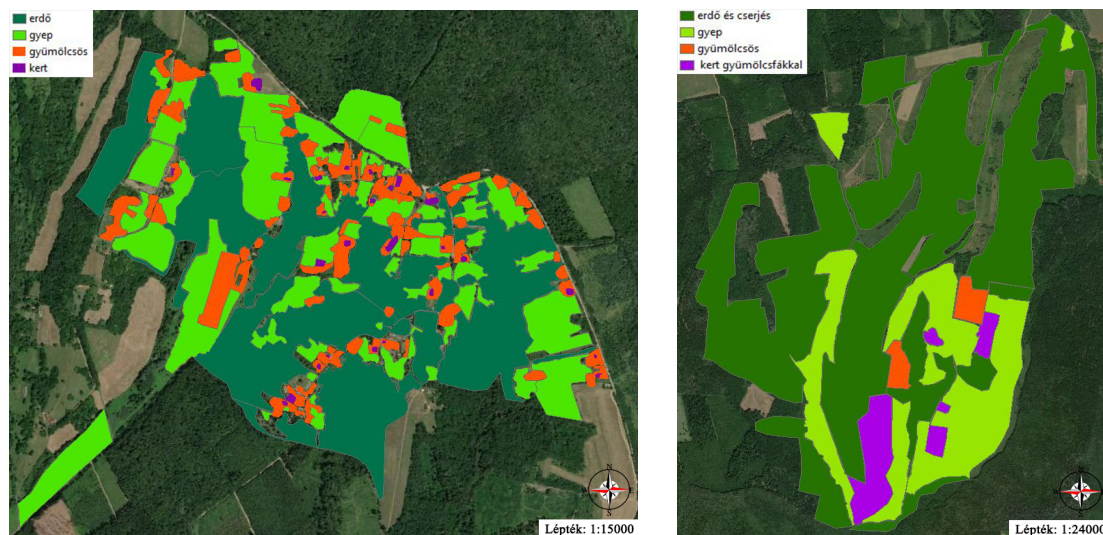 erdő
gyep
gyümölcsös
kert
N
E
S
Lépték: 1:15000
erdő és cserjés
gyep
gyümölcsös
kert gyümölcsfákkal
N
S
Lépték: 1:24000